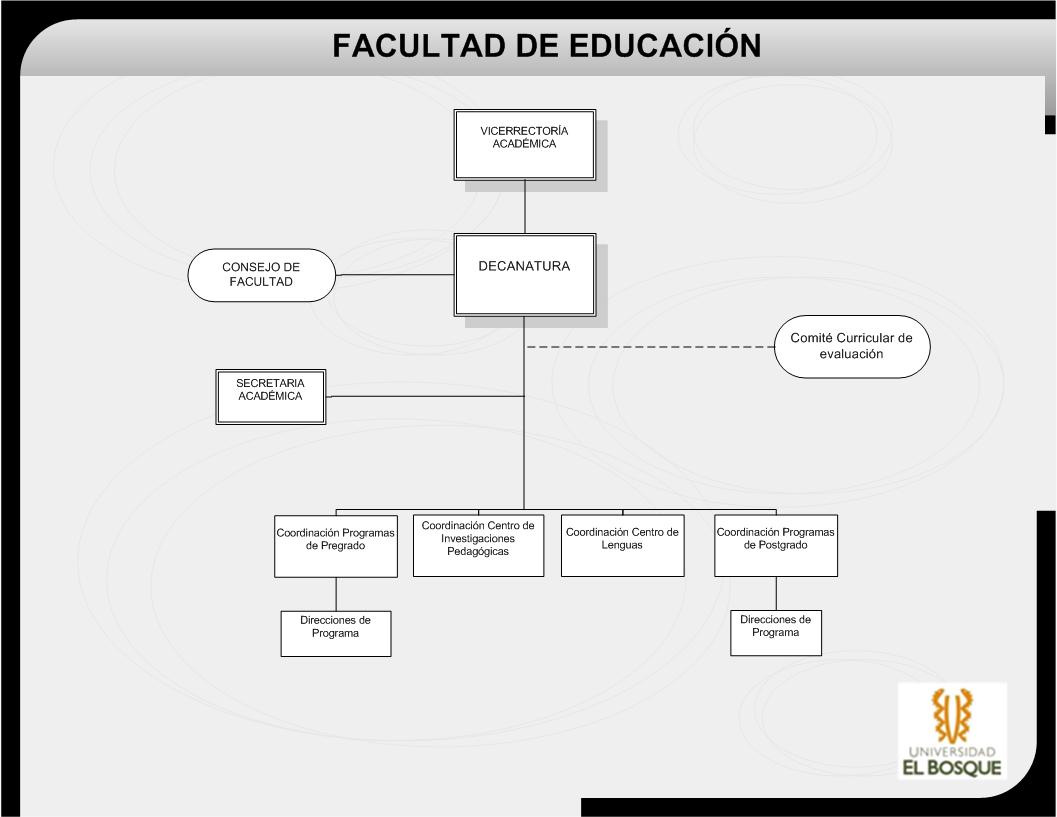 FACULTAD DE EDUCACIÓN
VICERRECTORÍA
ACADÉMICA
CONSEJO DE
FACULTAD
DECANATURA
Comité Curricular de
evaluación
SECRETARIA
ACADÉMICA
Coordinación Programas
de Pregrado
Coordinación Centro de
Investigaciones
Pedagógicas
Coordinación Centro de
Lenguas
Coordinación Programas
de Postgrado
Direcciones de
Programa
Direcciones de
Programa
UNIVERSIDAD
EL BOSQUE